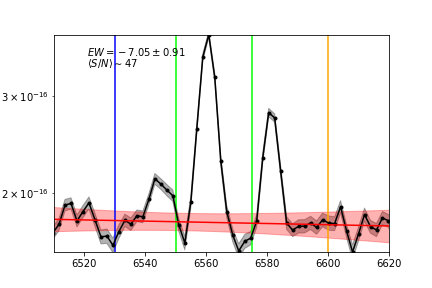 EW = −7.05 ± 0.91
⟨S/N⟩ ~ 47
3 × 10⁻¹⁶
2 × 10⁻¹⁶
6520 6540 6560 6580 6600 6620